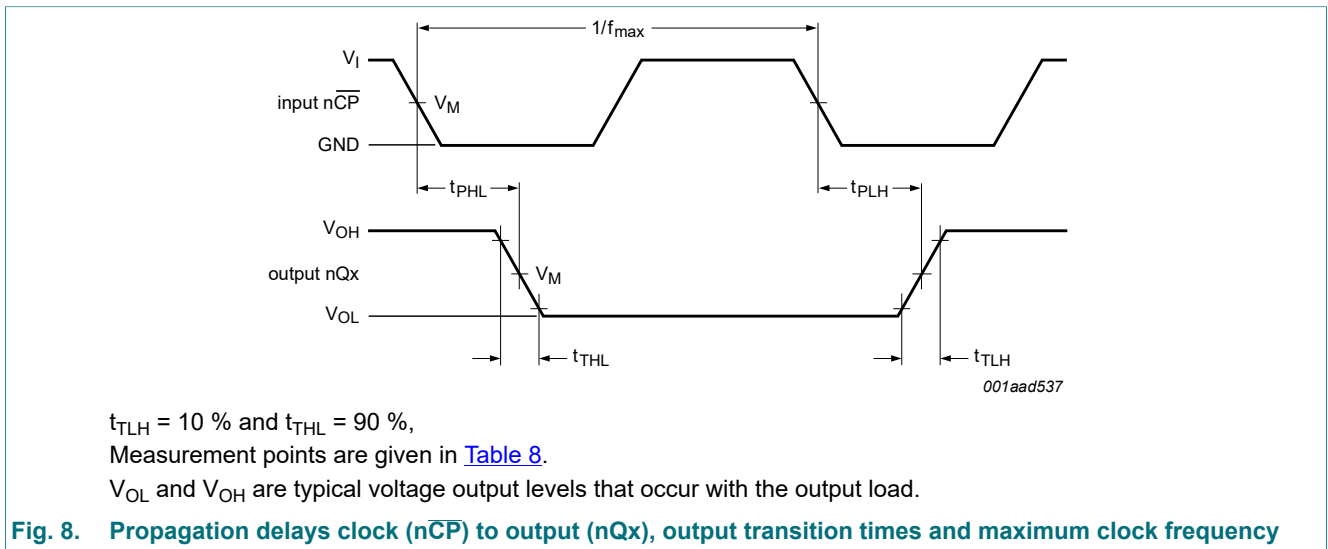 1/fmax
VI
input nC̅P̅
VM
GND
tPHL
tPLH
VOH
output nQx
VM
VOL
tTHL
tTLH
001aad537
tTLH = 10 % and tTHL = 90 %,
Measurement points are given in Table 8.
VOL and VOH are typical voltage output levels that occur with the output load.
Fig. 8. Propagation delays clock (nC̅P̅) to output (nQx), output transition times and maximum clock frequency